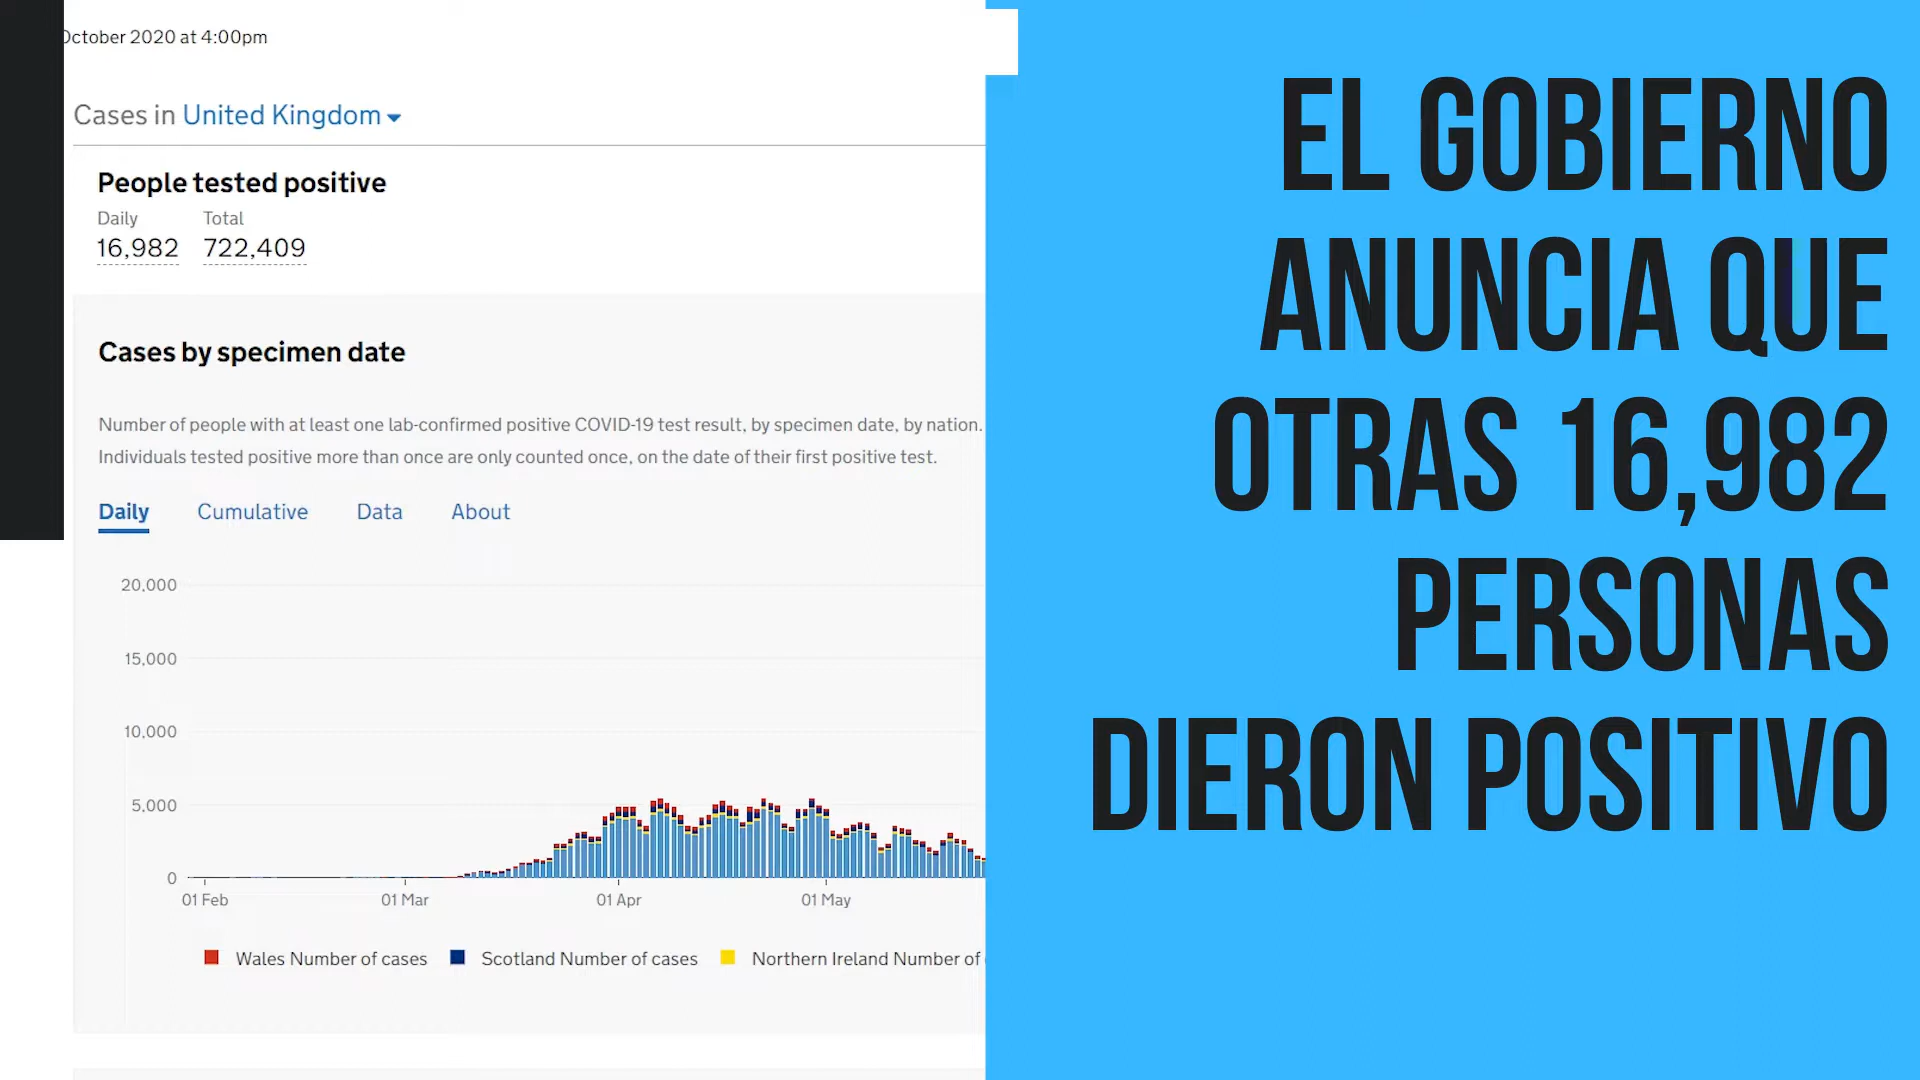 October 2020 at 4:00pm
Cases in United Kingdom
People tested positive
Daily Total
16,982 722,409
Cases by specimen date
Number of people with at least one lab-confirmed positive COVID-19 test result, by specimen date, by nation.
Individuals tested positive more than once are only counted once, on the date of their first positive test.
Daily Cumulative Data About
20,000
15,000
10,000
5,000
0
01 Feb 01 Mar 01 Apr 01 May
Wales Number of cases Scotland Number of cases Northern Ireland Number of
EL GOBIERNO
ANUNCIA QUE
OTRAS 16,982
PERSONAS
DIERON POSITIVO